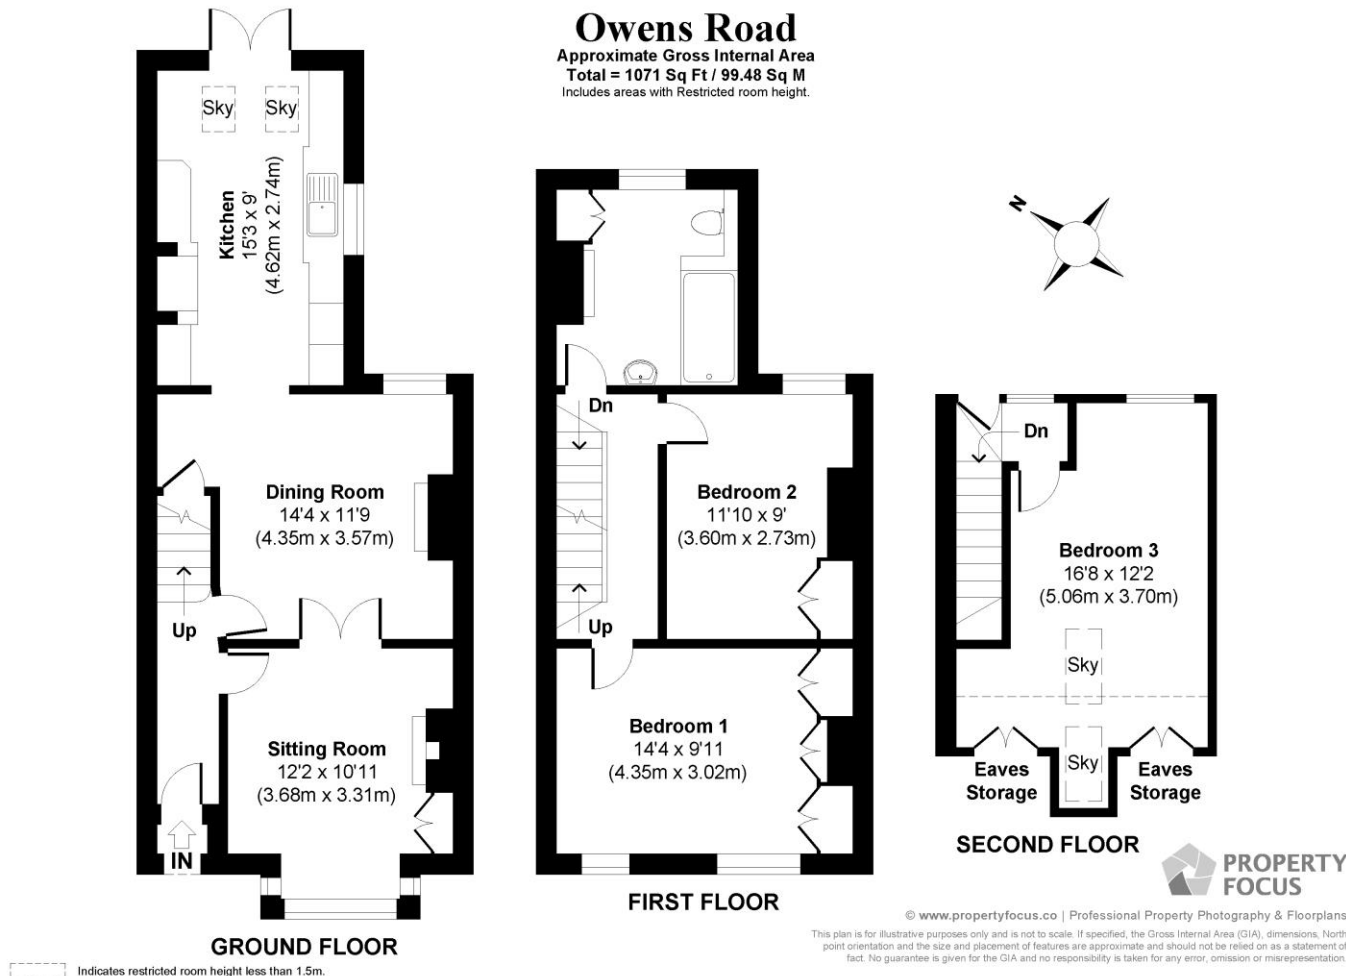 Owens Road
Approximate Gross Internal Area
Total = 1071 Sq Ft / 99.48 Sq M
Includes areas with Restricted room height.
Sky
Sky
Kitchen
15'3 x 9'
(4.62m x 2.74m)
Dining Room
14'4 x 11'9
(4.35m x 3.57m)
Up
Sitting Room
12'2 x 10'11
(3.68m x 3.31m)
IN
GROUND FLOOR
Dn
Bedroom 2
11'10 x 9'
(3.60m x 2.73m)
Up
Bedroom 1
14'4 x 9'11
(4.35m x 3.02m)
FIRST FLOOR
N
Dn
Bedroom 3
16'8 x 12'2
(5.06m x 3.70m)
Sky
Sky
Eaves
Storage
Eaves
Storage
SECOND FLOOR
PROPERTY
FOCUS
© www.propertyfocus.co | Professional Property Photography & Floorplans
This plan is for illustrative purposes only and is not to scale. If specified, the Gross Internal Area (GIA), dimensions, North
point orientation and the size and placement of features are approximate and should not be relied on as a statement of
fact. No guarantee is given for the GIA and no responsibility is taken for any error, omission or misrepresentation.
Indicates restricted room height less than 1.5m.